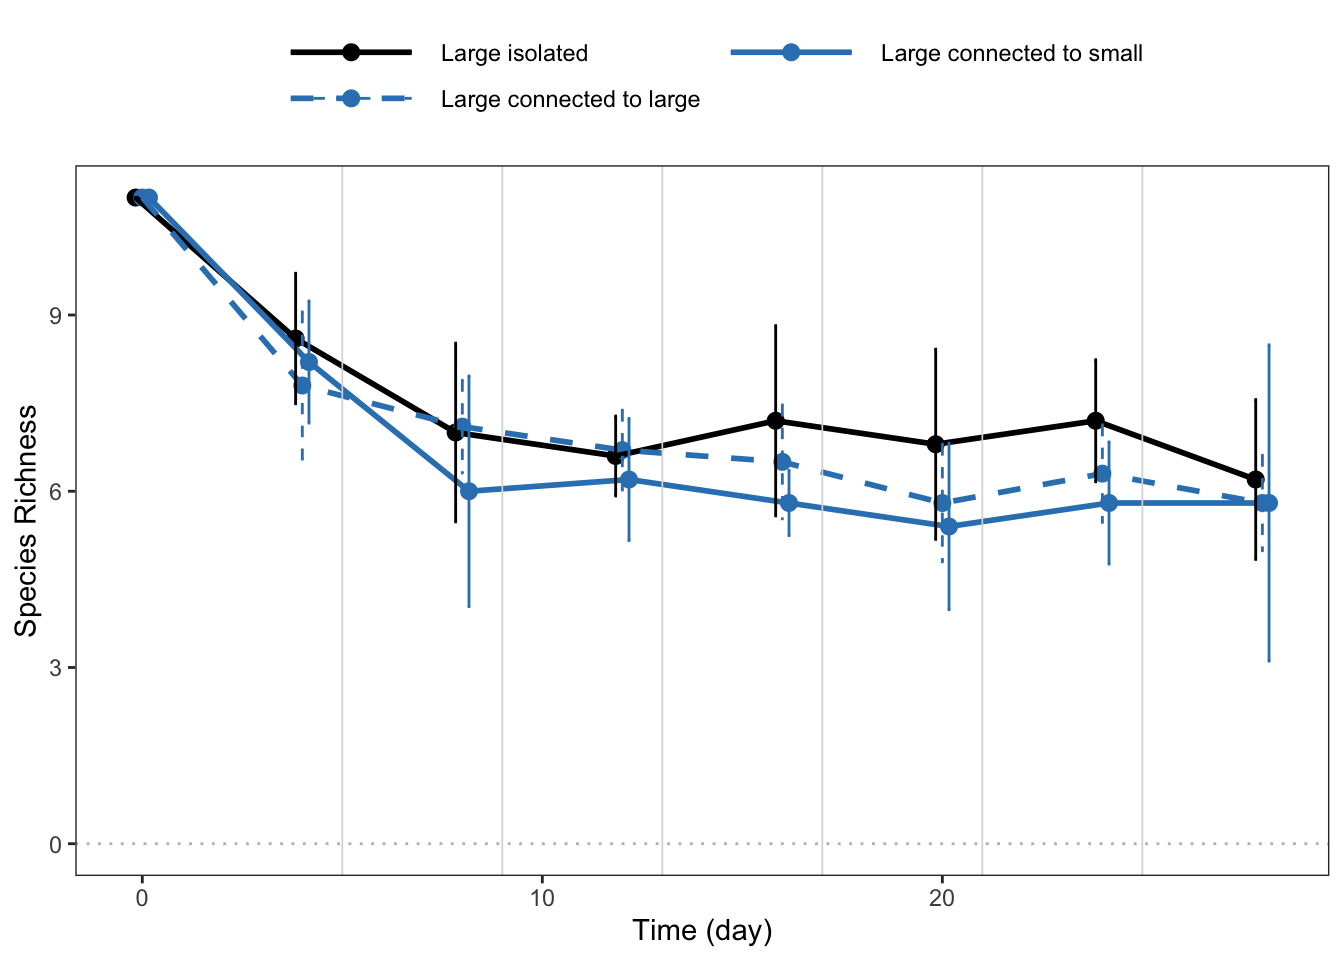 Large isolated
Large connected to small
Large connected to large
Species Richness
9
6
3
0
0
10
20
Time (day)